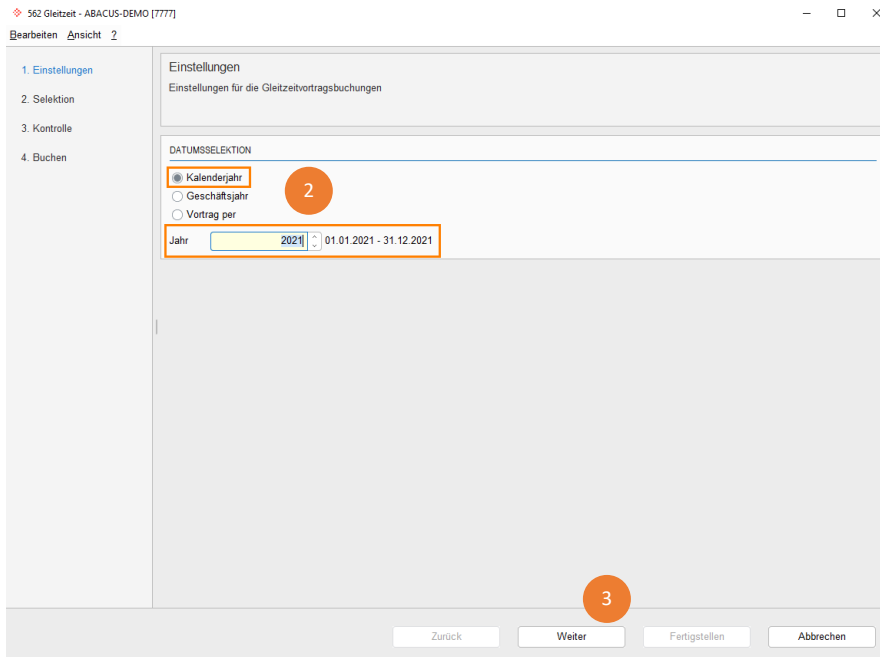 562 Gleitzeit - ABACUS-DEMO [7777]
Bearbeiten Ansicht ?
1. Einstellungen
2. Selektion
3. Kontrolle
4. Buchen
Einstellungen
Einstellungen für die Gleitzeitvortragsbuchungen
DATUMSSELEKTION
Kalenderjahr
2
Geschäftsjahr
Vortrag per
Jahr 2021 01.01.2021 - 31.12.2021
3
Zurück Weiter Fertigstellen Abbrechen